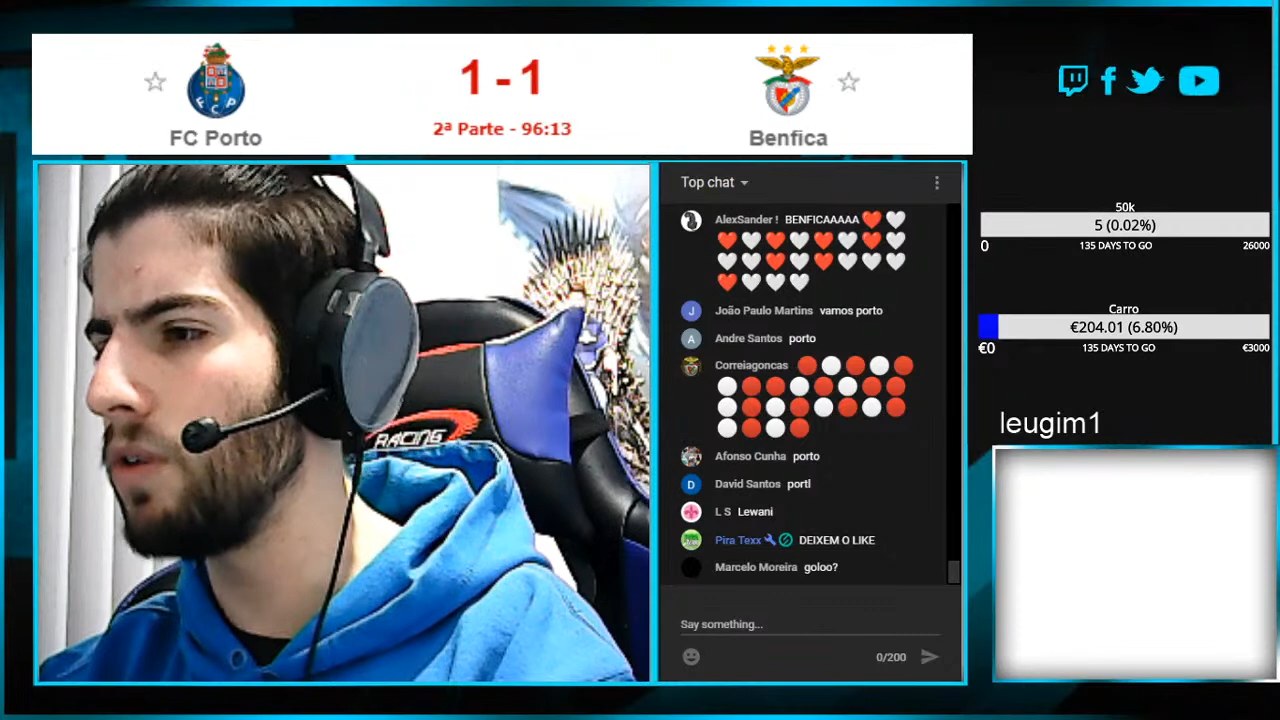 1 - 1
2ª Parte - 96:13
FC Porto
Benfica
FCP
RACING
Top chat
AlexSander ! BENFICAAAAA ❤️🤍
❤️🤍❤️🤍❤️🤍❤️🤍
🤍🤍❤️🤍❤️🤍🤍🤍
❤️🤍🤍🤍
J João Paulo Martins vamos porto
A Andre Santos porto
Correiagoncas 🔴⚪🔴⚪🔴
⚪🔴🔴⚪🔴⚪🔴🔴
⚪🔴⚪🔴⚪🔴⚪🔴
⚪🔴⚪🔴
Afonso Cunha porto
D David Santos portl
L S Lewani
Pira Texx DEIXEM O LIKE
Marcelo Moreira goloo?
Say something...
0/200
50k
5 (0.02%)
0 135 DAYS TO GO 26000
Carro
€204.01 (6.80%)
€0 135 DAYS TO GO €3000
leugim1